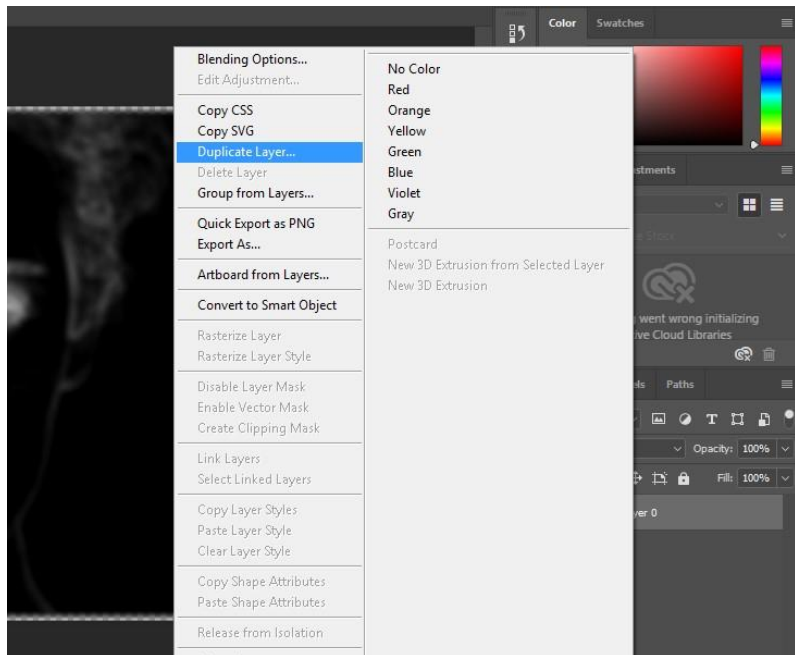 Color Swatches
Blending Options...
Edit Adjustment...
Copy CSS
Copy SVG
Duplicate Layer...
Delete Layer
Group from Layers...
Quick Export as PNG
Export As...
Artboard from Layers...
Convert to Smart Object
Rasterize Layer
Rasterize Layer Style
Disable Layer Mask
Enable Vector Mask
Create Clipping Mask
Link Layers
Select Linked Layers
Copy Layer Styles
Paste Layer Style
Clear Layer Style
Copy Shape Attributes
Paste Shape Attributes
Release from Isolation
No Color
Red
Orange
Yellow
Green
Blue
Violet
Gray
Postcard
New 3D Extrusion from Selected Layer
New 3D Extrusion
stments
Stock
went wrong initializing
ive Cloud Libraries
els Paths
Opacity: 100%
Fill: 100%
yer 0